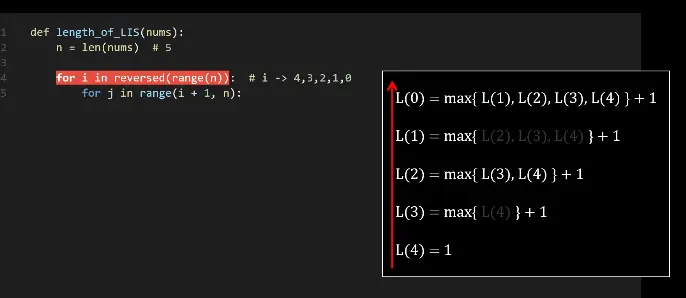 1 def length_of_LIS(nums):
2 n = len(nums) # 5
3
4 for i in reversed(range(n)): # i -> 4,3,2,1,0
5 for j in range(i + 1, n):
L(0) = max{ L(1), L(2), L(3), L(4) } + 1
L(1) = max{ L(2), L(3), L(4) } + 1
L(2) = max{ L(3), L(4) } + 1
L(3) = max{ L(4) } + 1
L(4) = 1